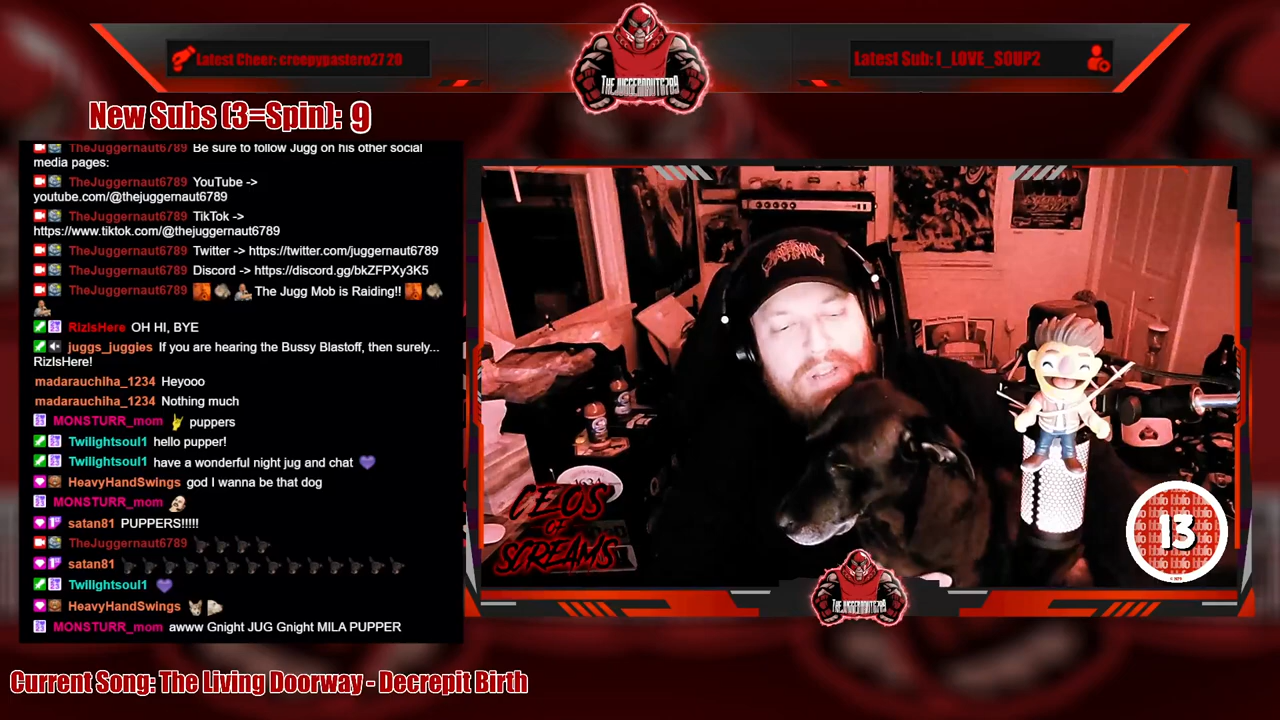 Latest Cheer: creepypastero27 20
THEJUGGERNAUT6789
Latest Sub: I_LOVE_SOUP2
New Subs (3=Spin): 9
TheJuggernaut6789 Be sure to follow Jugg on his other social
media pages:
TheJuggernaut6789 YouTube ->
youtube.com/@thejuggernaut6789
TheJuggernaut6789 TikTok ->
https://www.tiktok.com/@thejuggernaut6789
TheJuggernaut6789 Twitter -> https://twitter.com/juggernaut6789
TheJuggernaut6789 Discord -> https://discord.gg/bkZFPXy3K5
TheJuggernaut6789 The Jugg Mob is Raiding!!
RizIsHere OH HI, BYE
juggs_juggies If you are hearing the Bussy Blastoff, then surely...
RizIsHere!
madarauchIha_1234 Heyooo
madarauchIha_1234 Nothing much
MONSTURR_mom puppers
Twilightsoul1 hello pupper!
Twilightsoul1 have a wonderful night jug and chat
HeavyHandSwings god I wanna be that dog
MONSTURR_mom
satan81 PUPPERS!!!!!
TheJuggernaut6789
satan81
Twilightsoul1
HeavyHandSwings
MONSTURR_mom awww Gnight JUG Gnight MILA PUPPER
CEO'S
OF
SCREAMS
13
THEJUGGERNAUT6789
Current Song: The Living Doorway - Decrepit Birth